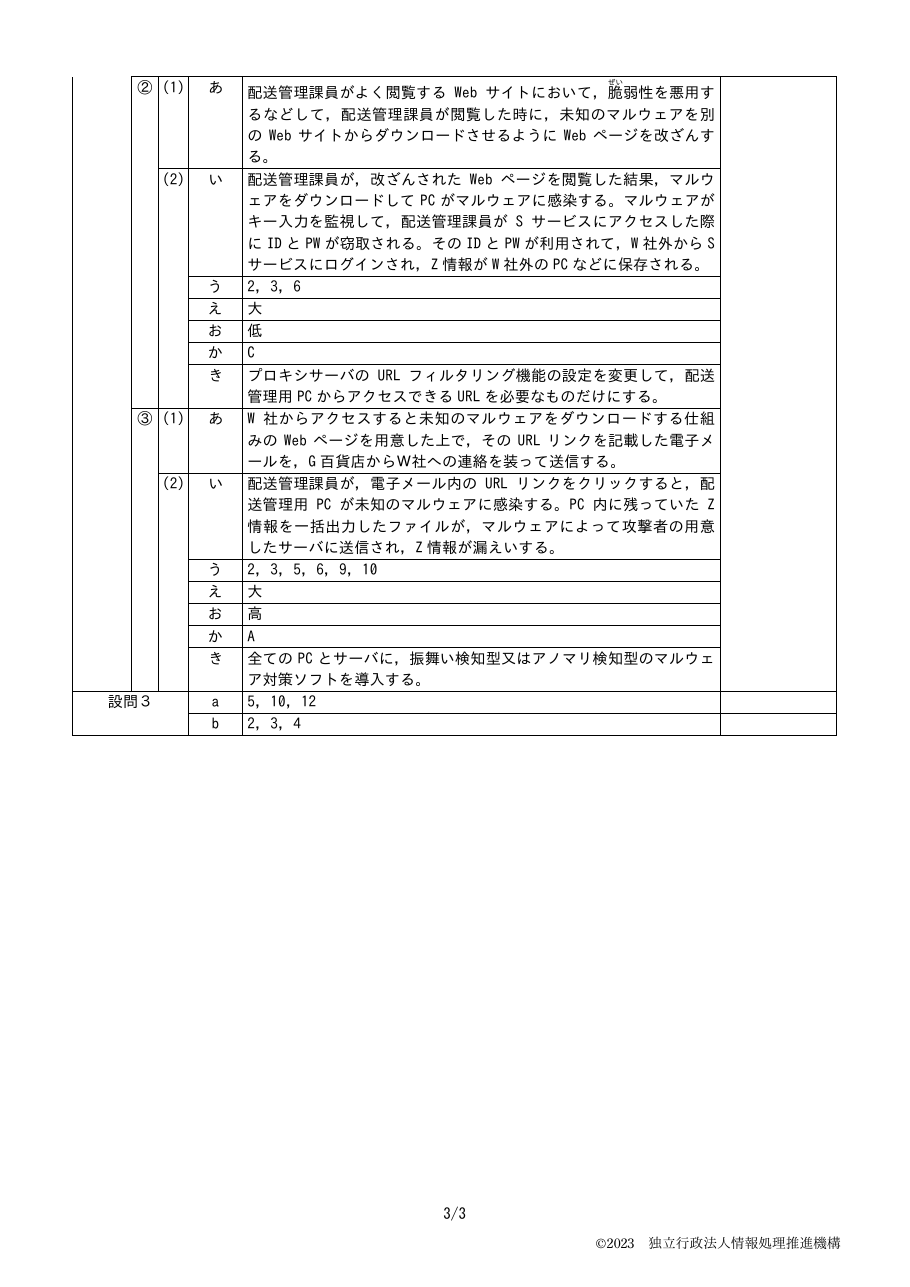 ② (1) あ 配送管理課員がよく閲覧する Web サイトにおいて，脆弱性を悪用す
ぜい
るなどして，配送管理課員が閲覧した時に，未知のマルウェアを別
の Web サイトからダウンロードさせるように Web ページを改ざんす
る。
(2) い 配送管理課員が，改ざんされた Web ページを閲覧した結果，マルウ
ェアをダウンロードして PC がマルウェアに感染する。マルウェアが
キー入力を監視して，配送管理課員が S サービスにアクセスした際
に ID と PW が窃取される。その ID と PW が利用されて，W 社外から S
サービスにログインされ，Z 情報が W 社外の PC などに保存される。
う 2, 3, 6
え 大
お 低
か C
き プロキシサーバの URL フィルタリング機能の設定を変更して，配送
管理用 PC からアクセスできる URL を必要なものだけにする。
③ (1) あ W 社からアクセスすると未知のマルウェアをダウンロードする仕組
みの Web ページを用意した上で，その URL リンクを記載した電子メ
ールを，G 百貨店からＷ社への連絡を装って送信する。
(2) い 配送管理課員が，電子メール内の URL リンクをクリックすると，配
送管理用 PC が未知のマルウェアに感染する。PC 内に残っていた Z
情報を一括出力したファイルが，マルウェアによって攻撃者の用意
したサーバに送信され，Z 情報が漏えいする。
う 2, 3, 5, 6, 9, 10
え 大
お 高
か A
き 全ての PC とサーバに，振舞い検知型又はアノマリ検知型のマルウェ
ア対策ソフトを導入する。
設問３ a 5, 10, 12
b 2, 3, 4
3/3
©2023 独立行政法人情報処理推進機構